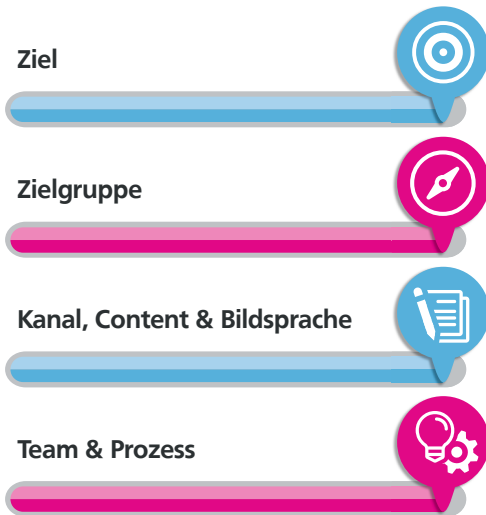 Ziel
Zielgruppe
Kanal, Content & Bildsprache
Team & Prozess